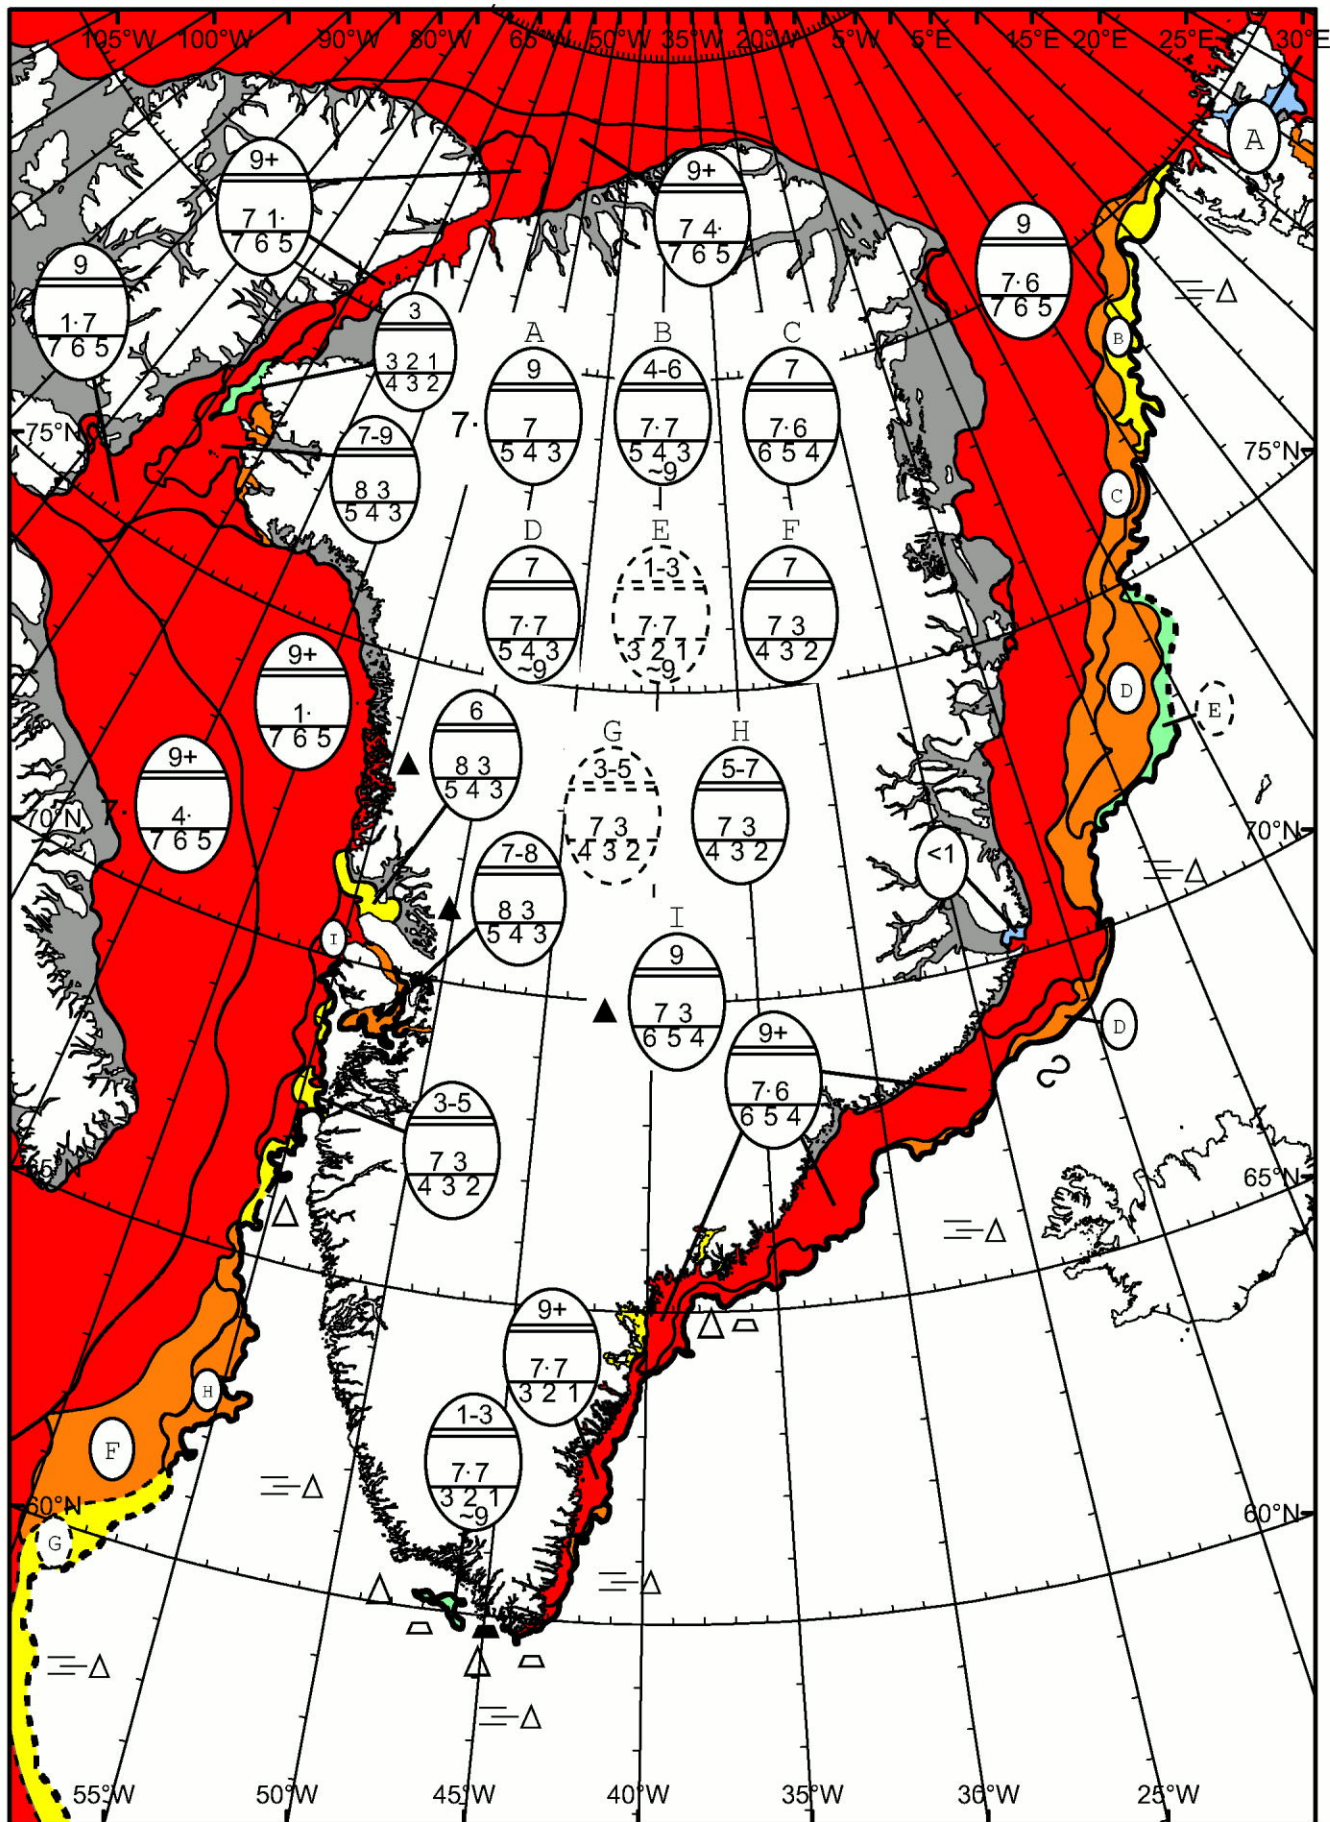 105°W 100°W 90°W 80°W 65°W 50°W 35°W 20°W 5°W 5°E 15°E 20°E 25°E 30°E
A
9+
7 1·
7 6 5
9+
7 4·
7 6 5
9
7·6
7 6 5
9
1·7
7 6 5
3
3 2 1
4 3 2
B
75°N
75°N
7-9
8 3
5 4 3
7·
A
9
7
5 4 3
B
4-6
7·7
5 4 3
~9
C
7
7·6
6 5 4
C
D
7
7·7
5 4 3
~9
E
1-3
7·7
3 2 1
~9
F
7
7 3
4 3 2
D
E
9+
1·
7 6 5
9+
4·
7 6 5
7·
70°N
70°N
6
8 3
5 4 3
G
3-5
7 3
4 3 2
H
5-7
7 3
4 3 2
<1
7-8
8 3
5 4 3
I
I
9
7 3
6 5 4
D
9+
7·6
6 5 4
3-5
7 3
4 3 2
65°N
65°N
9+
7·7
3 2 1
H
F
1-3
7·7
3 2 1
~9
60°N
60°N
G
55°W 50°W 45°W 40°W 35°W 30°W 25°W